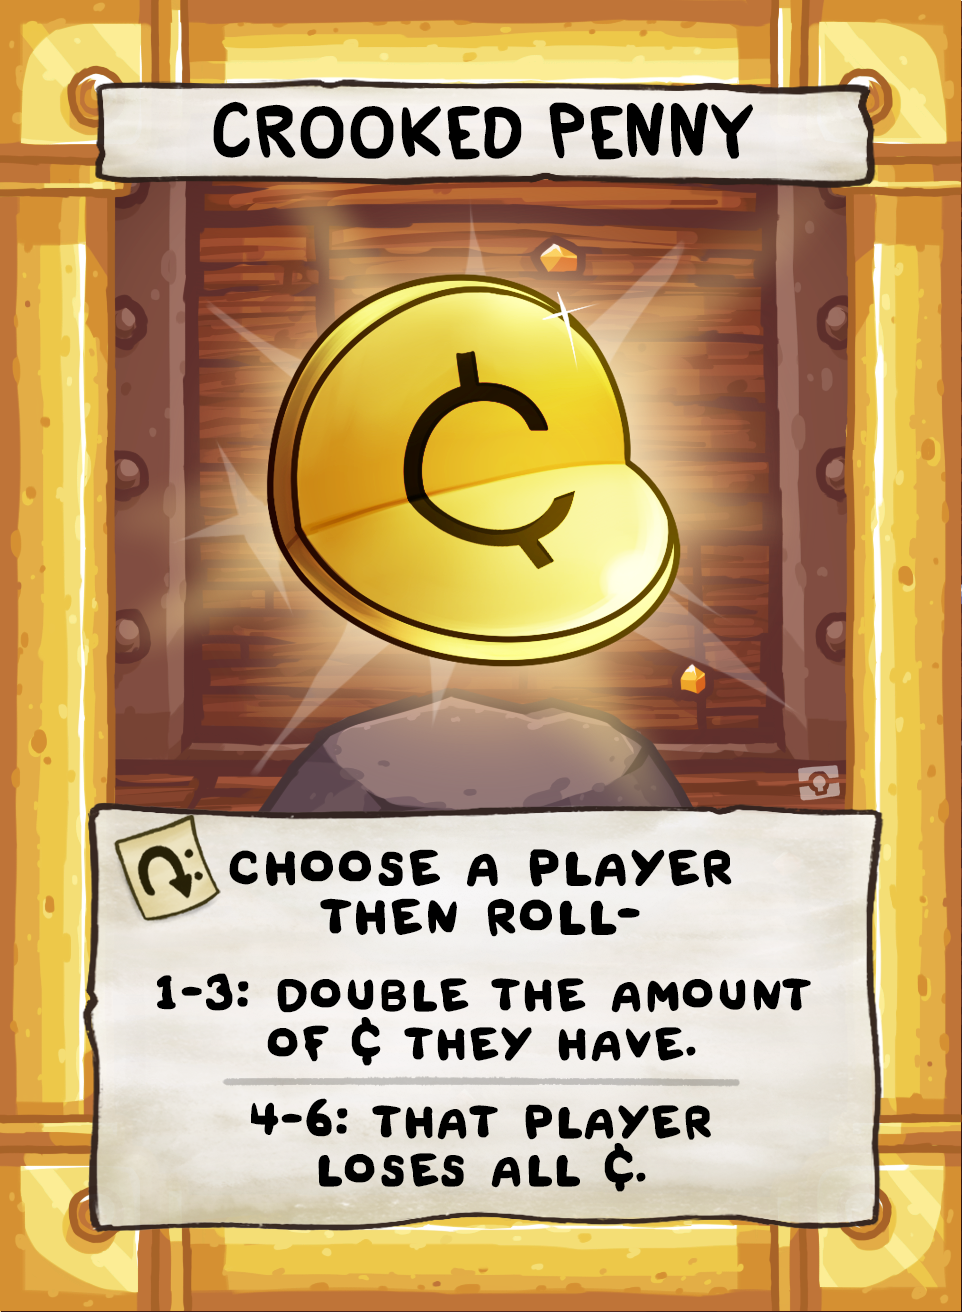 CROOKED PENNY
¢
CHOOSE A PLAYER
THEN ROLL-
1-3: DOUBLE THE AMOUNT
OF ¢ THEY HAVE.
4-6: THAT PLAYER
LOSES ALL ¢.